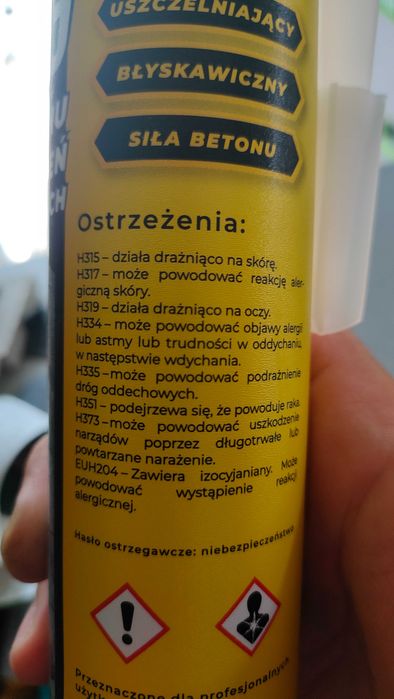 USZCZELNIAJĄCY
BŁYSKAWICZNY
SIŁA BETONU
Ostrzeżenia:
H315 – działa drażniąco na skórę.
H317 – może powodować reakcję aler-
giczną skóry.
H319 – działa drażniąco na oczy.
H334 – może powodować objawy alergii
lub astmy lub trudności w oddychaniu
w następstwie wdychania.
H335 – może powodować podrażnienie
dróg oddechowych.
H351 – podejrzewa się, że powoduje raka.
H373 – może powodować uszkodzenie
narządów poprzez długotrwałe lub
powtarzane narażenie.
EUH204 – Zawiera izocyjaniany. Może
powodować wystąpienie reakcji
alergicznej.
Hasło ostrzegawcze: niebezpieczeństwo
Przeznaczone dla profesjonalnych